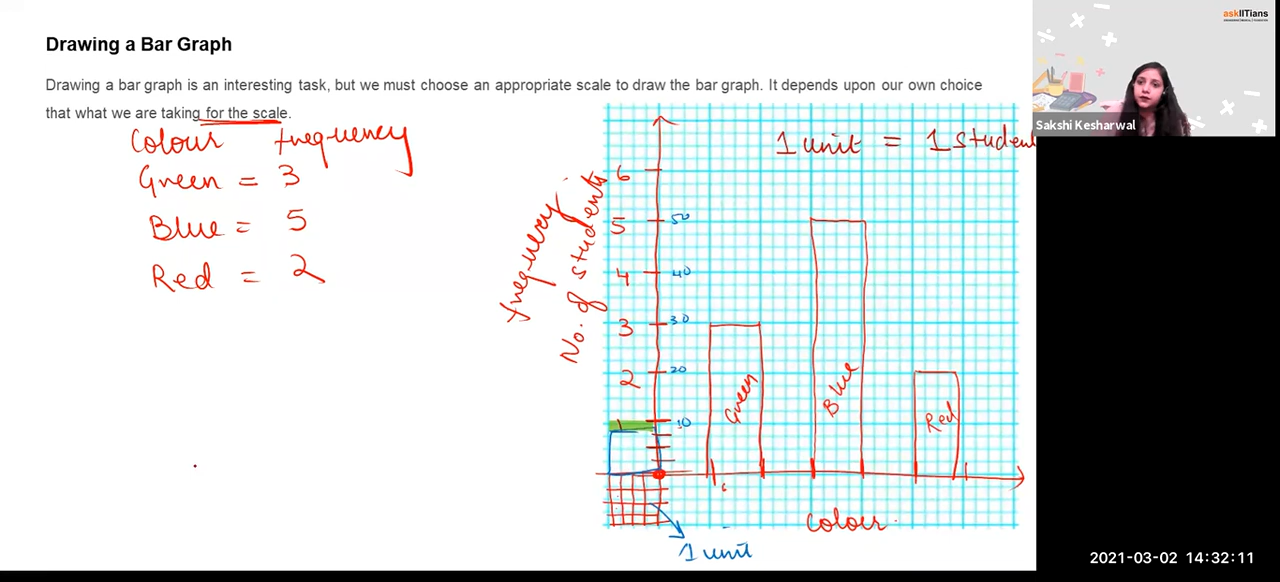 askIITians
Drawing a Bar Graph
Drawing a bar graph is an interesting task, but we must choose an appropriate scale to draw the bar graph. It depends upon our own choice
that what we are taking for the scale.
Sakshi Kesharwal
Colour frequency
Green = 3
Blue = 5
Red = 2
1 unit = 1 student
frequency
No. of students
6
5 50
4 40
3 30
2 20
1 10
Green
Blue
Red
Colour
1 unit
2021-03-02 14:32:11